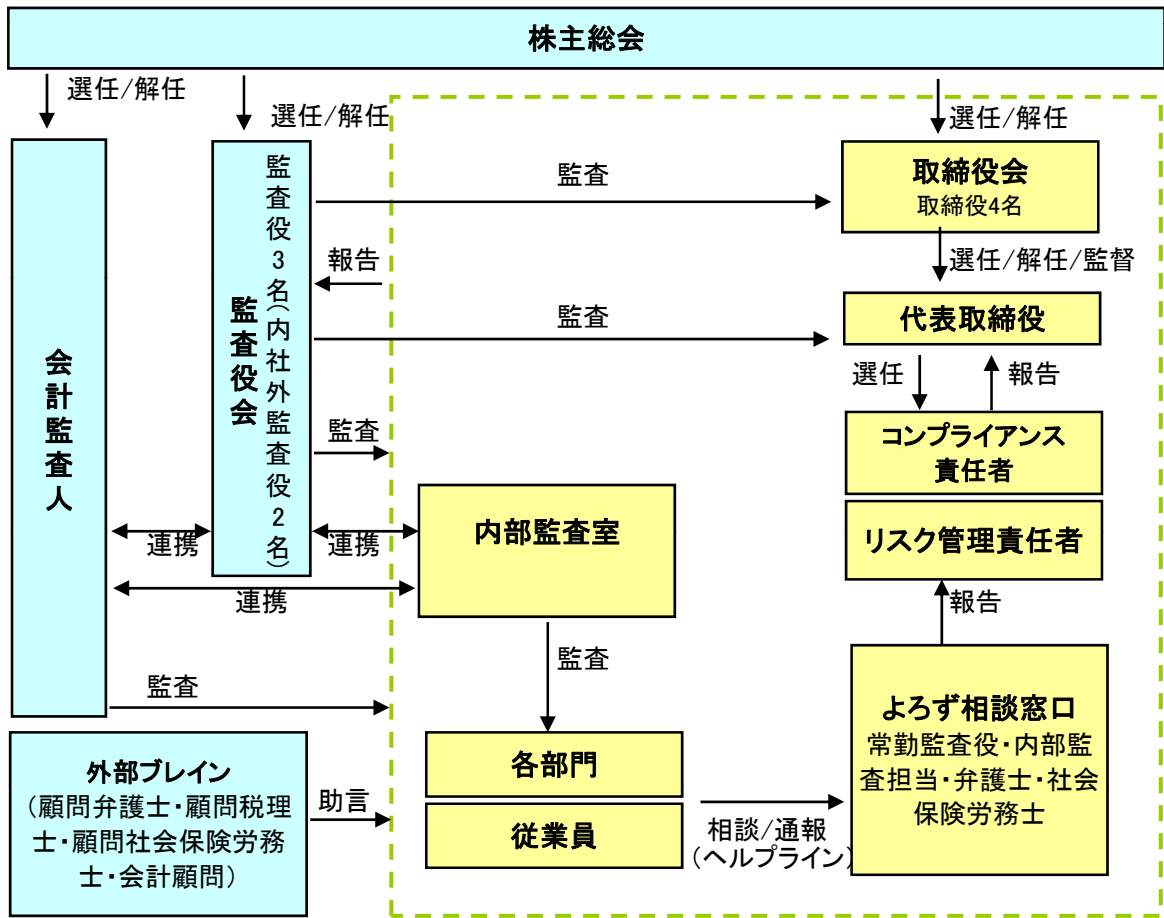 株主総会
選任/解任
選任/解任
選任/解任
会計監査人
監査役会
監査役3名(内社外監査役2名)
監査
報告
監査
監査
連携
連携
連携
監査
取締役会
取締役4名
選任/解任/監督
代表取締役
選任
報告
コンプライアンス
責任者
リスク管理責任者
報告
内部監査室
監査
各部門
従業員
相談/通報
(ヘルプライン)
よろず相談窓口
常勤監査役・内部監
査担当・弁護士・社会
保険労務士
外部ブレイン
(顧問弁護士・顧問税理
士・顧問社会保険労務
士・会計顧問)
助言